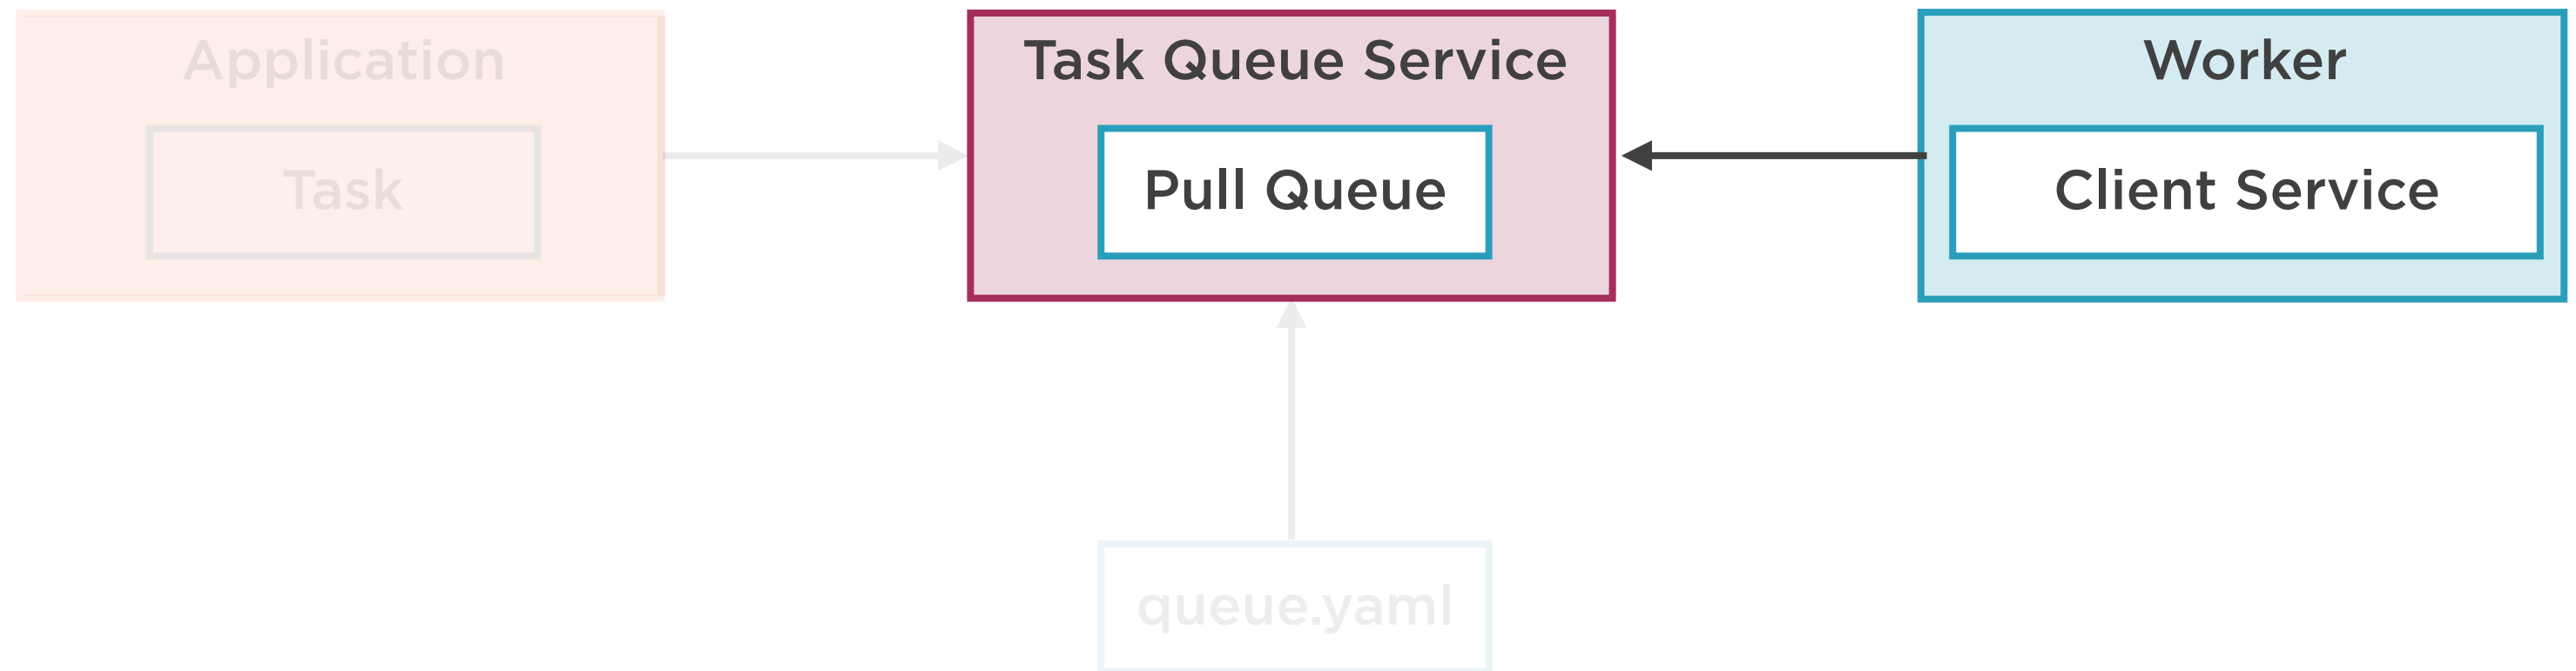 Application
Task
Task Queue Service
Pull Queue
Worker
Client Service
queue.yaml